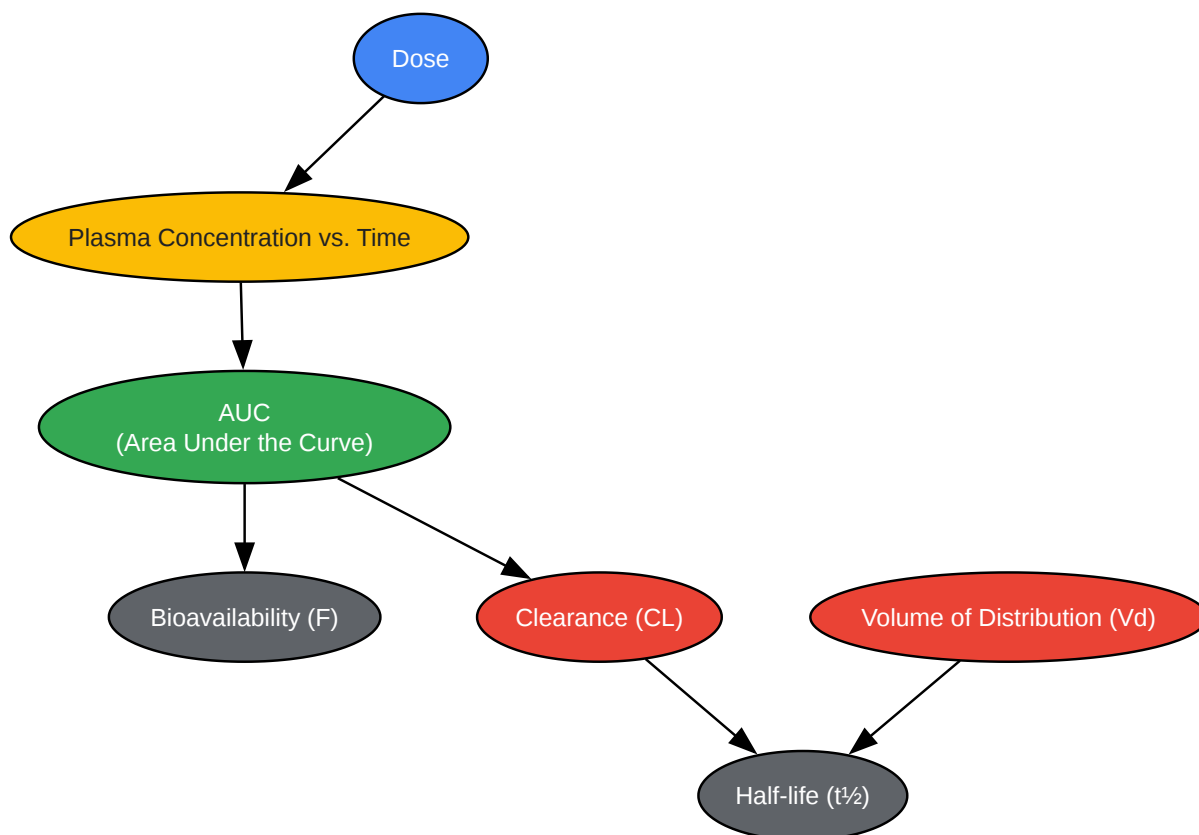 Dose
Plasma Concentration vs. Time
AUC
(Area Under the Curve)
Bioavailability (F)
Clearance (CL)
Volume of Distribution (Vd)
Half-life (t½)